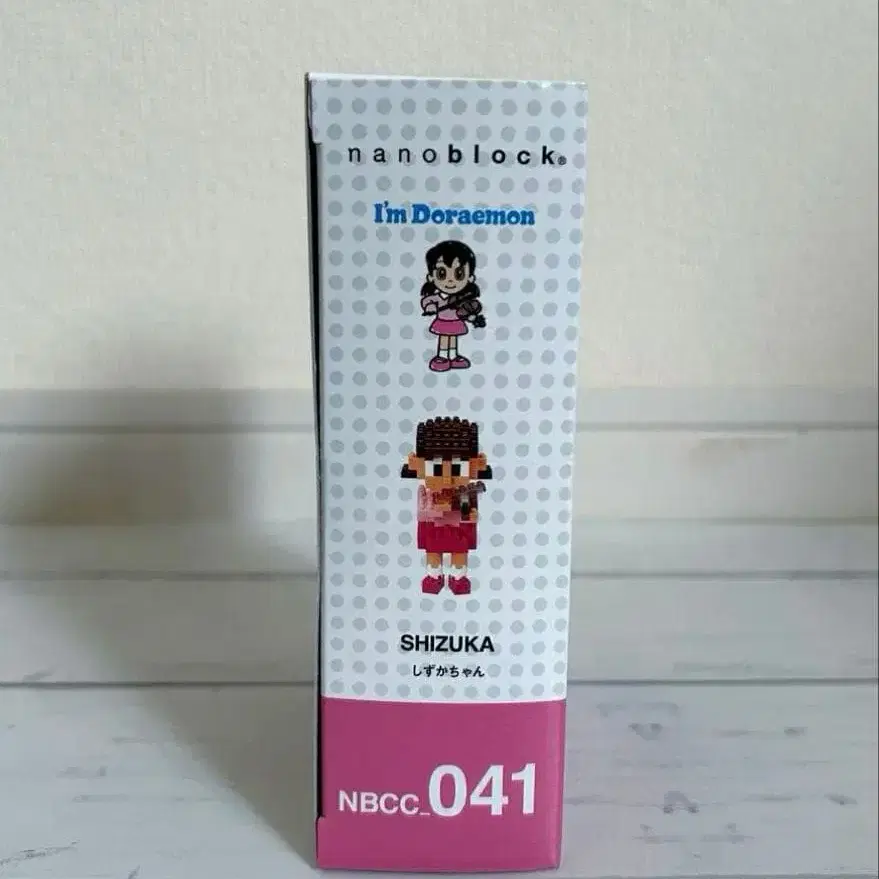 nanoblock®
I'm Doraemon
SHIZUKA
しずかちゃん
NBCC_041